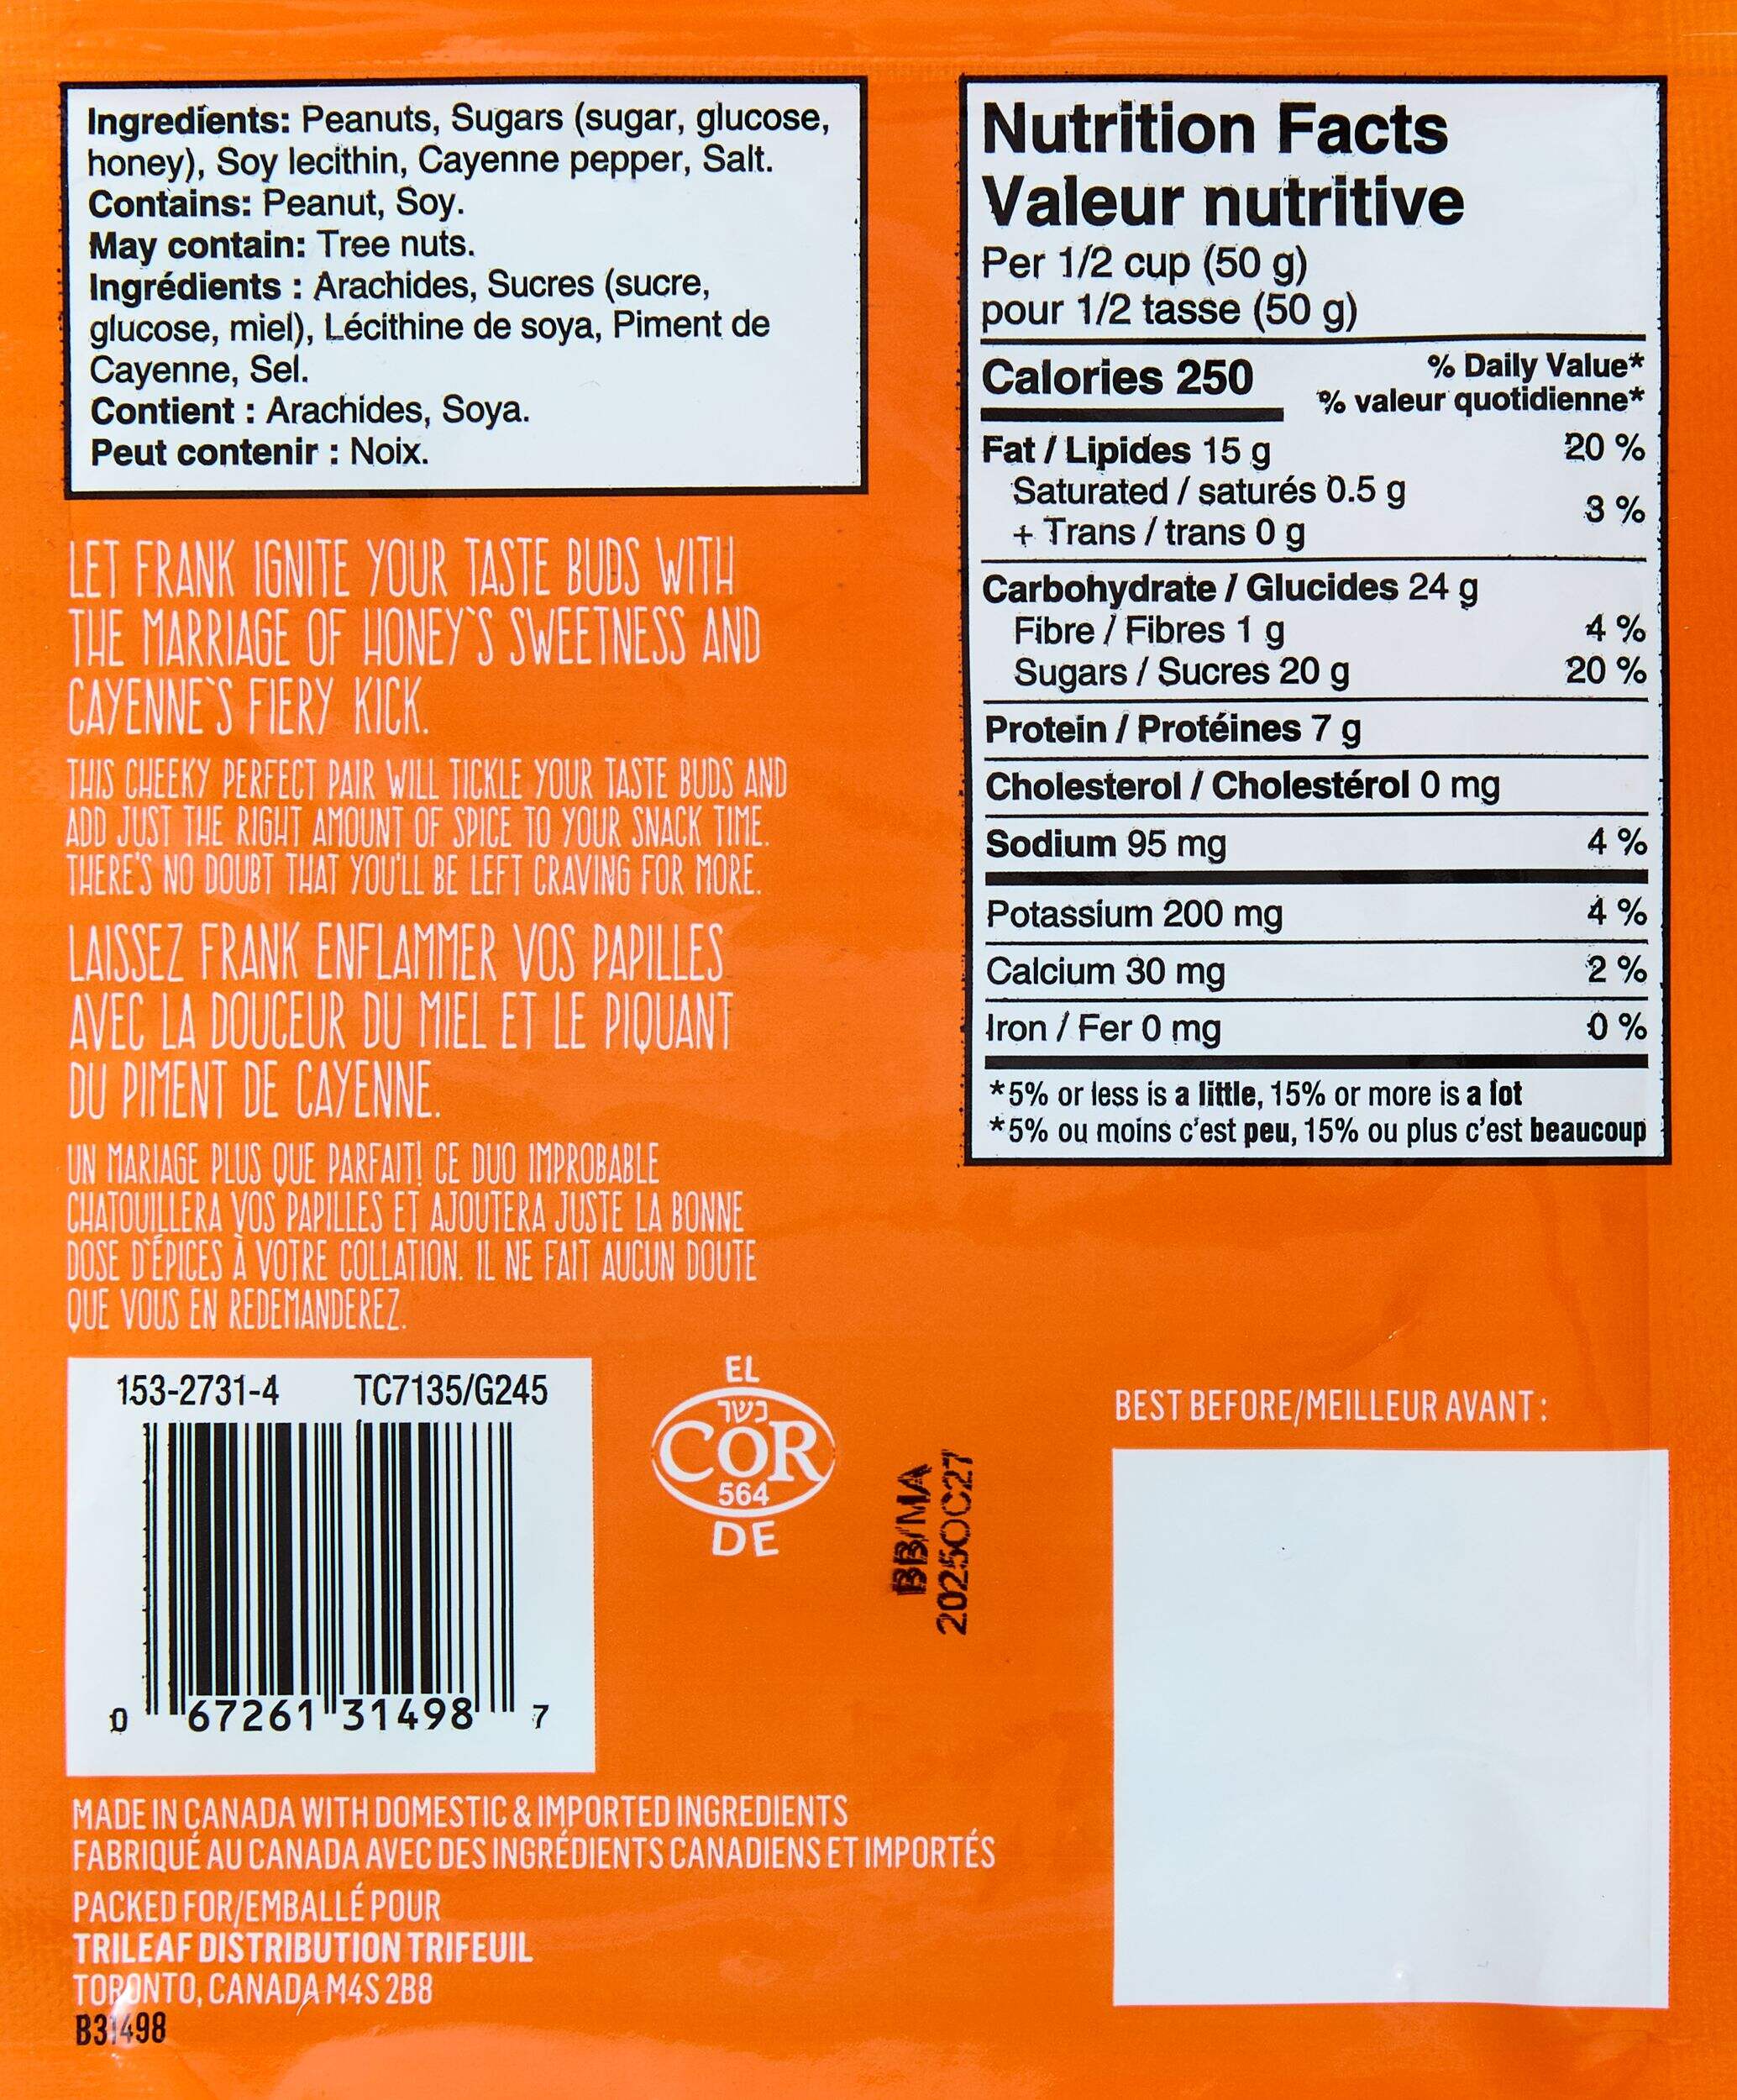 Ingredients: Peanuts, Sugars (sugar, glucose,
honey), Soy lecithin, Cayenne pepper, Salt.
Contains: Peanut, Soy.
May contain: Tree nuts.
Ingrédients : Arachides, Sucres (sucre,
glucose, miel), Lécithine de soya, Piment de
Cayenne, Sel.
Contient : Arachides, Soya.
Peut contenir : Noix.
LET FRANK IGNITE YOUR TASTE BUDS WITH
THE MARRIAGE OF HONEY'S SWEETNESS AND
CAYENNE'S FIERY KICK.
THIS CHEEKY PERFECT PAIR WILL TICKLE YOUR TASTE BUDS AND
ADD JUST THE RIGHT AMOUNT OF SPICE TO YOUR SNACK TIME.
THERE'S NO DOUBT THAT YOU'LL BE LEFT CRAVING FOR MORE.
LAISSEZ FRANK ENFLAMMER VOS PAPILLES
AVEC LA DOUCEUR DU MIEL ET LE PIQUANT
DU PIMENT DE CAYENNE.
UN MARIAGE PLUS QUE PARFAIT! CE DUO IMPROBABLE
CHATOUILLERA VOS PAPILLES ET AJOUTERA JUSTE LA BONNE
DOSE D'ÉPICES À VOTRE COLLATION. IL NE FAIT AUCUN DOUTE
QUE VOUS EN REDEMANDEREZ.
Nutrition Facts
Valeur nutritive
Per 1/2 cup (50 g)
pour 1/2 tasse (50 g)
Calories 250
% Daily Value*
% valeur quotidienne*
Fat / Lipides 15 g 20 %
Saturated / saturés 0.5 g
+ Trans / trans 0 g 3 %
Carbohydrate / Glucides 24 g
Fibre / Fibres 1 g 4 %
Sugars / Sucres 20 g 20 %
Protein / Protéines 7 g
Cholesterol / Cholestérol 0 mg
Sodium 95 mg 4 %
Potassium 200 mg 4 %
Calcium 30 mg 2 %
Iron / Fer 0 mg 0 %
*5% or less is a little, 15% or more is a lot
*5% ou moins c'est peu, 15% ou plus c'est beaucoup
153-2731-4 TC7135/G245
0 67261 31498 7
EL
כשר
COR
564
DE
BB/MA
2025OC27
BEST BEFORE/MEILLEUR AVANT :
MADE IN CANADA WITH DOMESTIC & IMPORTED INGREDIENTS
FABRIQUÉ AU CANADA AVEC DES INGRÉDIENTS CANADIENS ET IMPORTÉS
PACKED FOR/EMBALLÉ POUR
TRILEAF DISTRIBUTION TRIFEUIL
TORONTO, CANADA M4S 2B8
B31498